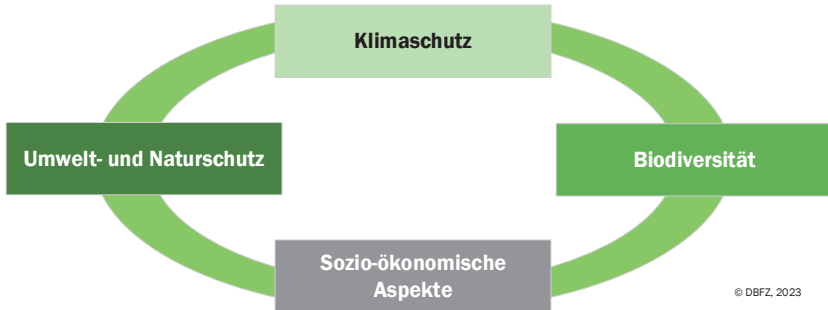 Klimaschutz
Umwelt- und Naturschutz
Biodiversität
Sozio-ökonomische
Aspekte
© DBFZ, 2023